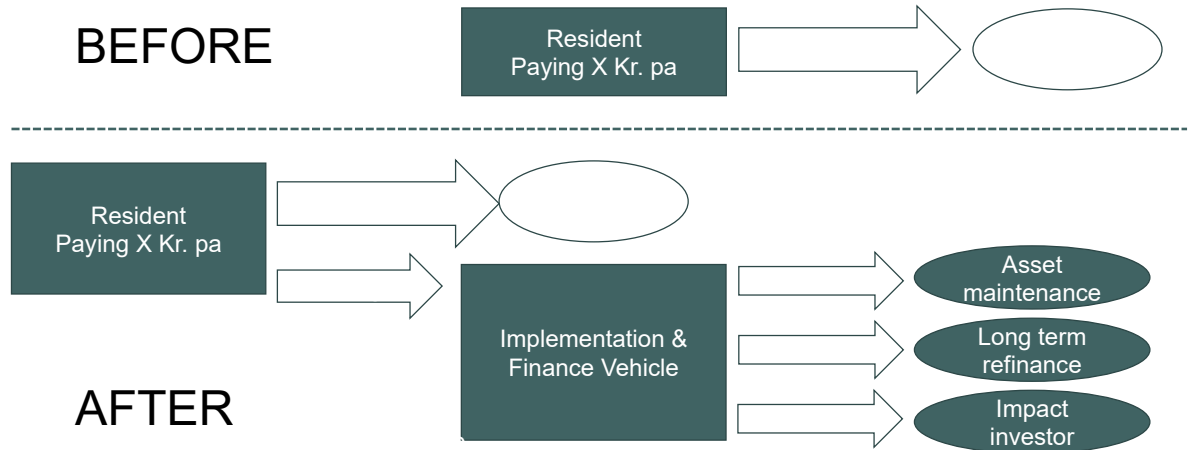 BEFORE
Resident
Paying X Kr. pa
Resident
Paying X Kr. pa
Implementation &
Finance Vehicle
Asset
maintenance
Long term
refinance
Impact
investor
AFTER